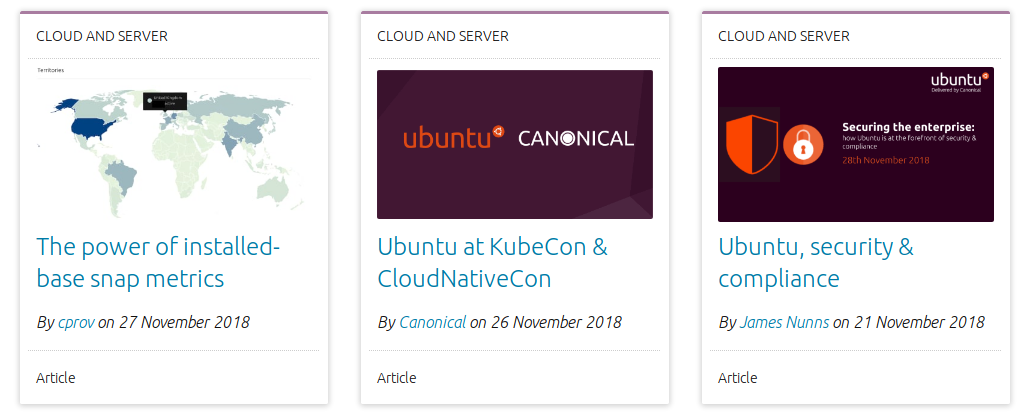 CLOUD AND SERVER
Territories
United Kingdom
active
The power of installed-
base snap metrics
By cprov on 27 November 2018
Article
CLOUD AND SERVER
ubuntu CANONICAL
Ubuntu at KubeCon &
CloudNativeCon
By Canonical on 26 November 2018
Article
CLOUD AND SERVER
ubuntu
Delivered by Canonical
Securing the enterprise:
how Ubuntu is at the forefront of security &
compliance
28th November 2018
Ubuntu, security &
compliance
By James Nunns on 21 November 2018
Article